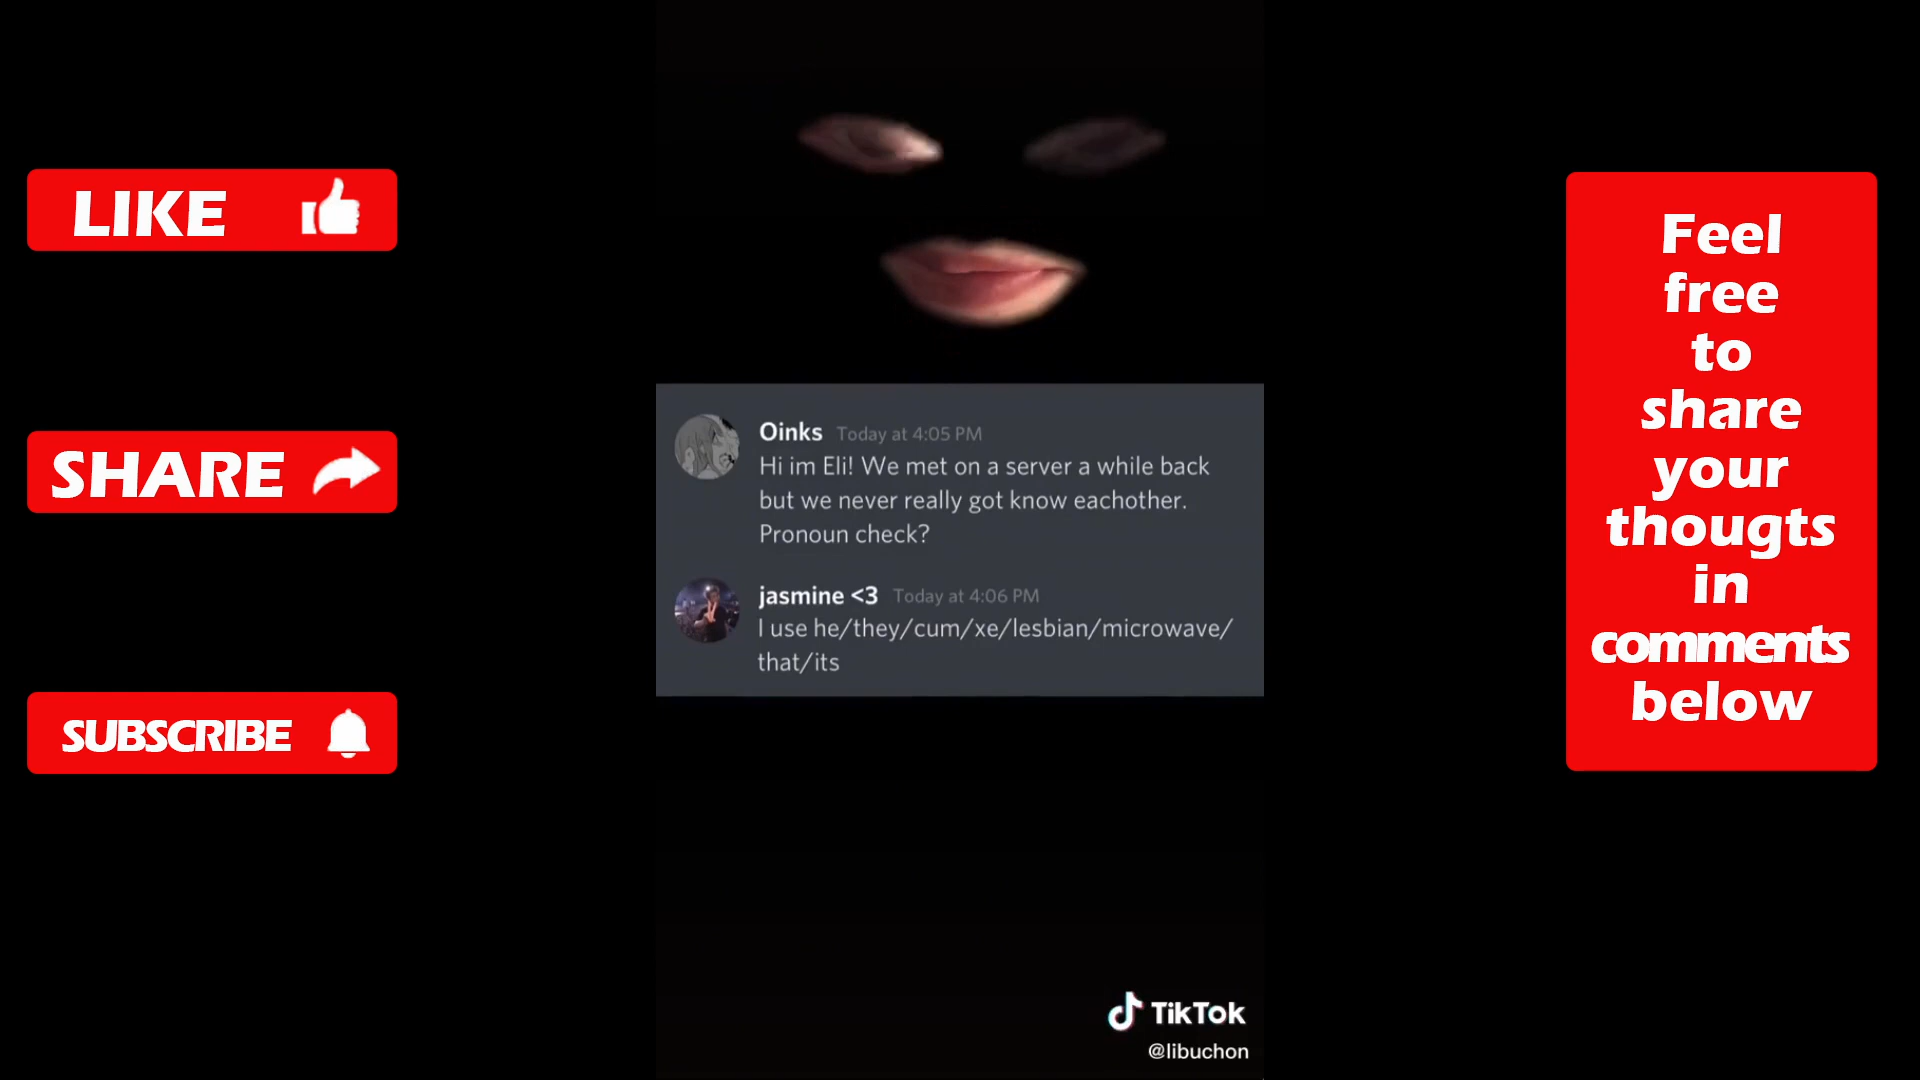 LIKE
SHARE
SUBSCRIBE
Oinks Today at 4:05 PM
Hi im Eli! We met on a server a while back
but we never really got know eachother.
Pronoun check?
jasmine <3 Today at 4:06 PM
I use he/they/cum/xe/lesbian/microwave/
that/its
TikTok
@libuchon
Feel
free
to
share
your
thougts
in
comments
below